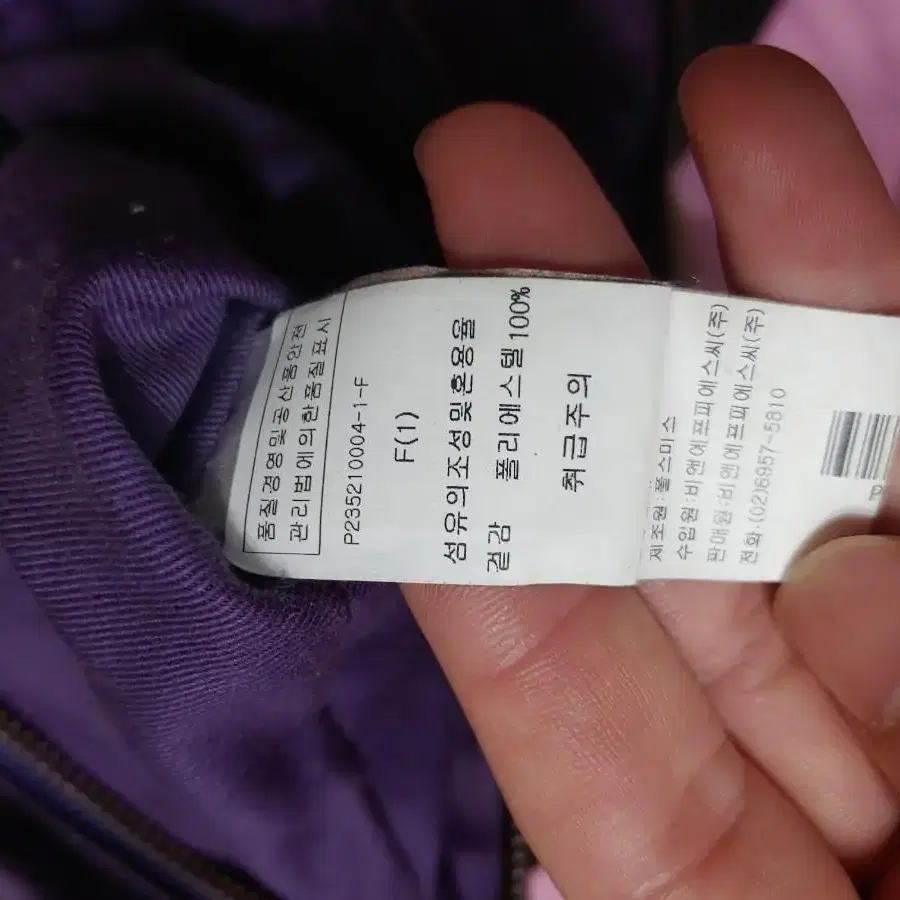 품질경영및공산품안전
관리법에의한품질표시
P235210004-1-F
F(1)
섬유의조성및혼용율
겉감 폴리에스텔 100%
취급주의
제조원:폴스미스
수입원:비앤에프피에스씨(주)
판매원:비앤에프피에스씨(주)
전화:(02)6957-5810